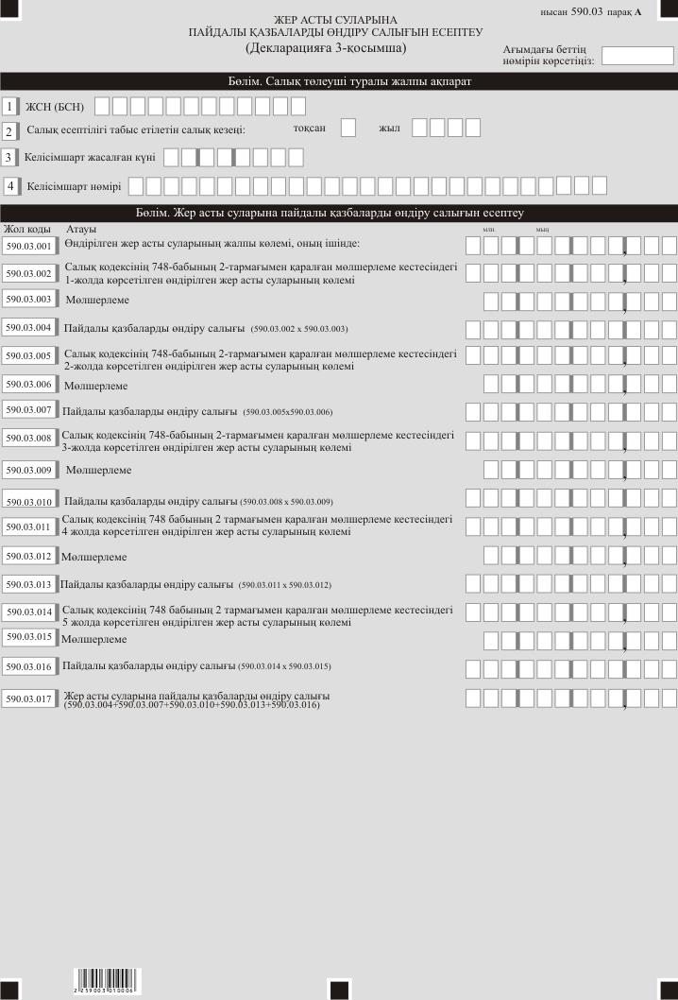 нысан 590.03 парақ А
ЖЕР АСТЫ СУЛАРЫНА
ПАЙДАЛЫ ҚАЗБАЛАРДЫ ӨНДІРУ САЛЫҒЫН ЕСЕПТЕУ
(Декларацияға 3-қосымша)
Ағымдағы беттің
нөмірін көрсетіңіз:
Бөлім. Салық төлеуші туралы жалпы ақпарат
1 ЖСН (БСН)
2 Салық есептілігі табыс етілетін салық кезеңі: тоқсан жыл
3 Келісімшарт жасалған күні
4 Келісімшарт нөмірі
Бөлім. Жер асты суларына пайдалы қазбаларды өндіру салығын есептеу
Жол коды Атауы млн. мың
590.03.001 Өндірілген жер асты суларының жалпы көлемі, оның ішінде: ,
590.03.002 Салық кодексінің 748-бабының 2-тармағымен қаралған мөлшерлеме кестесіндегі
1-жолда көрсетілген өндірілген жер асты суларының көлемі ,
590.03.003 Мөлшерлеме ,
590.03.004 Пайдалы қазбаларды өндіру салығы (590.03.002 х 590.03.003)
590.03.005 Салық кодексінің 748-бабының 2-тармағымен қаралған мөлшерлеме кестесіндегі
2-жолда көрсетілген өндірілген жер асты суларының көлемі ,
590.03.006 Мөлшерлеме ,
590.03.007 Пайдалы қазбаларды өндіру салығы (590.03.005х590.03.006)
590.03.008 Салық кодексінің 748-бабының 2-тармағымен қаралған мөлшерлеме кестесіндегі
3-жолда көрсетілген өндірілген жер асты суларының көлемі ,
590.03.009 Мөлшерлеме ,
590.03.010 Пайдалы қазбаларды өндіру салығы (590.03.008 х 590.03.009)
590.03.011 Салық кодексінің 748 бабының 2 тармағымен қаралған мөлшерлеме кестесіндегі
4 жолда көрсетілген өндірілген жер асты суларының көлемі ,
590.03.012 Мөлшерлеме ,
590.03.013 Пайдалы қазбаларды өндіру салығы (590.03.011 х 590.03.012)
590.03.014 Салық кодексінің 748 бабының 2 тармағымен қаралған мөлшерлеме кестесіндегі
5 жолда көрсетілген өндірілген жер асты суларының көлемі ,
590.03.015 Мөлшерлеме ,
590.03.016 Пайдалы қазбаларды өндіру салығы (590.03.014 х 590.03.015)
590.03.017 Жер асты суларына пайдалы қазбаларды өндіру салығы ,
(590.03.004+590.03.007+590.03.010+590.03.013+590.03.016)
2 259003 010006